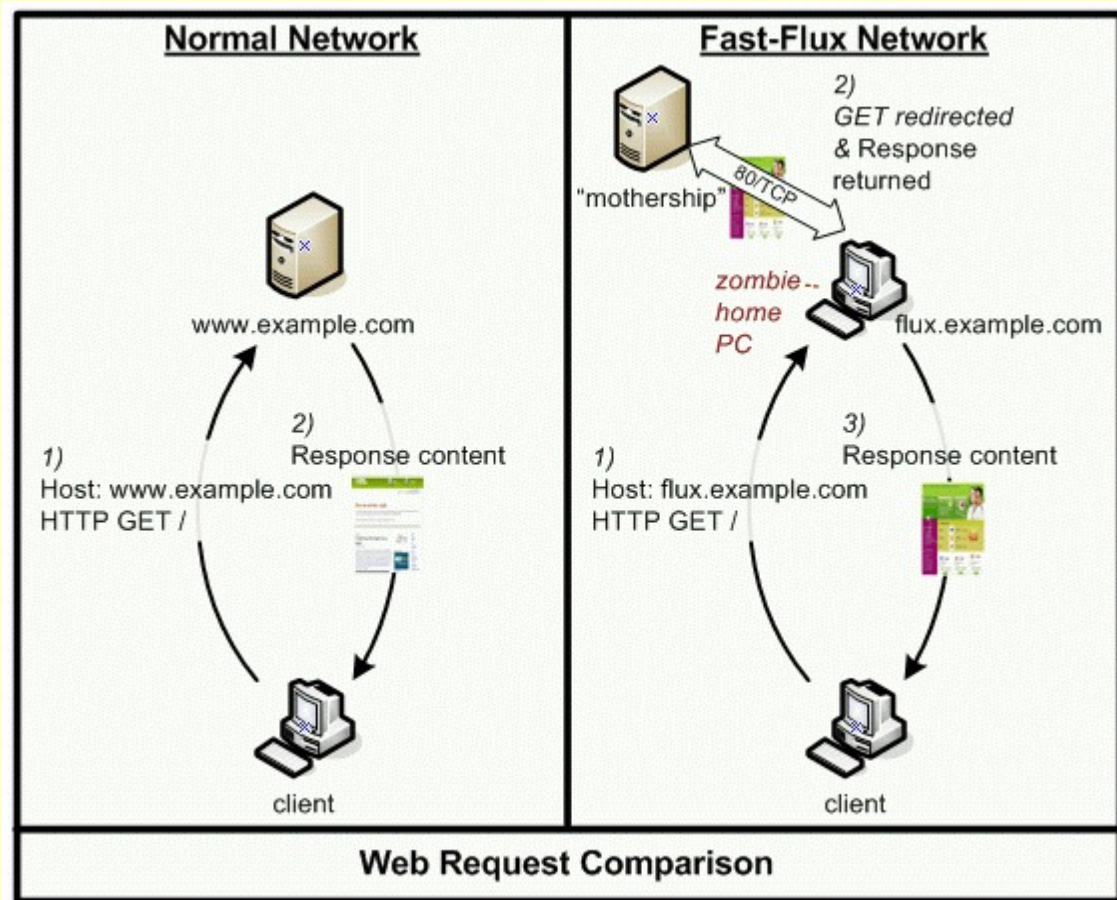 Normal Network
www.example.com
1)
Host: www.example.com
HTTP GET /
2)
Response content
client
Fast-Flux Network
2)
GET redirected
& Response
returned
"mothership"
80/TCP
zombie--
home
PC
flux.example.com
1)
Host: flux.example.com
HTTP GET /
3)
Response content
client
Web Request Comparison